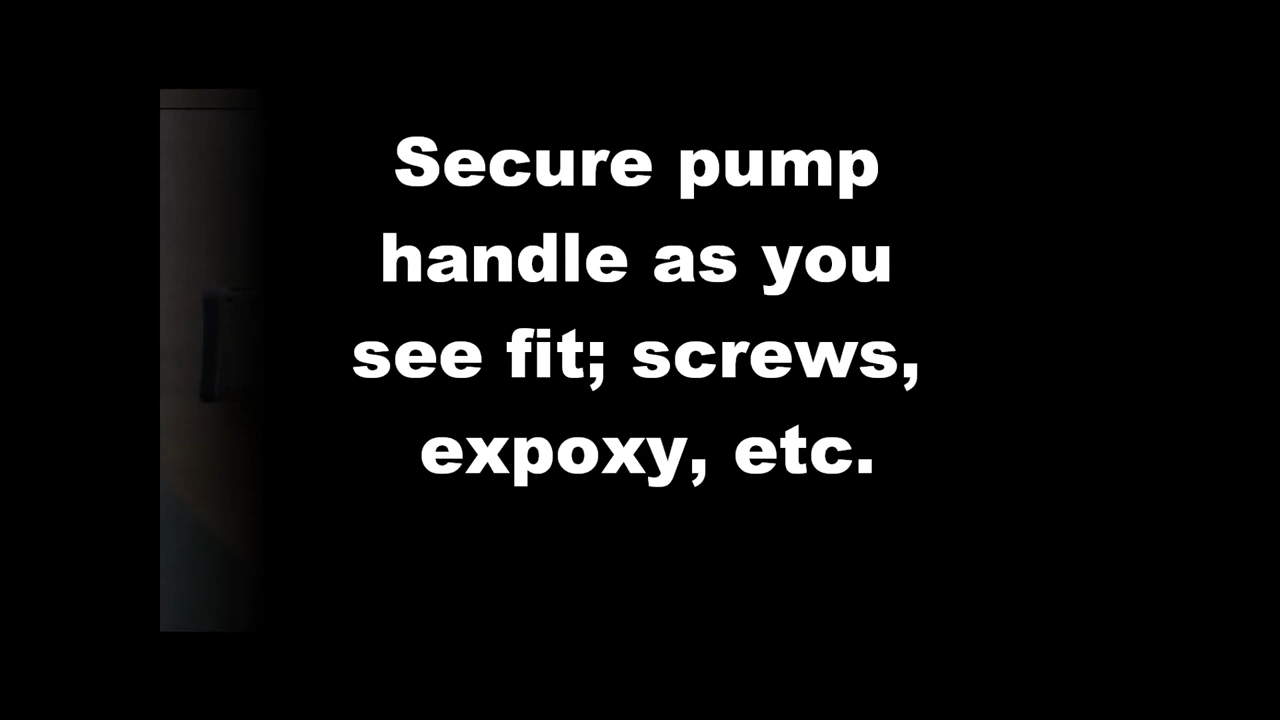 Secure pump
handle as you
see fit; screws,
expoxy, etc.